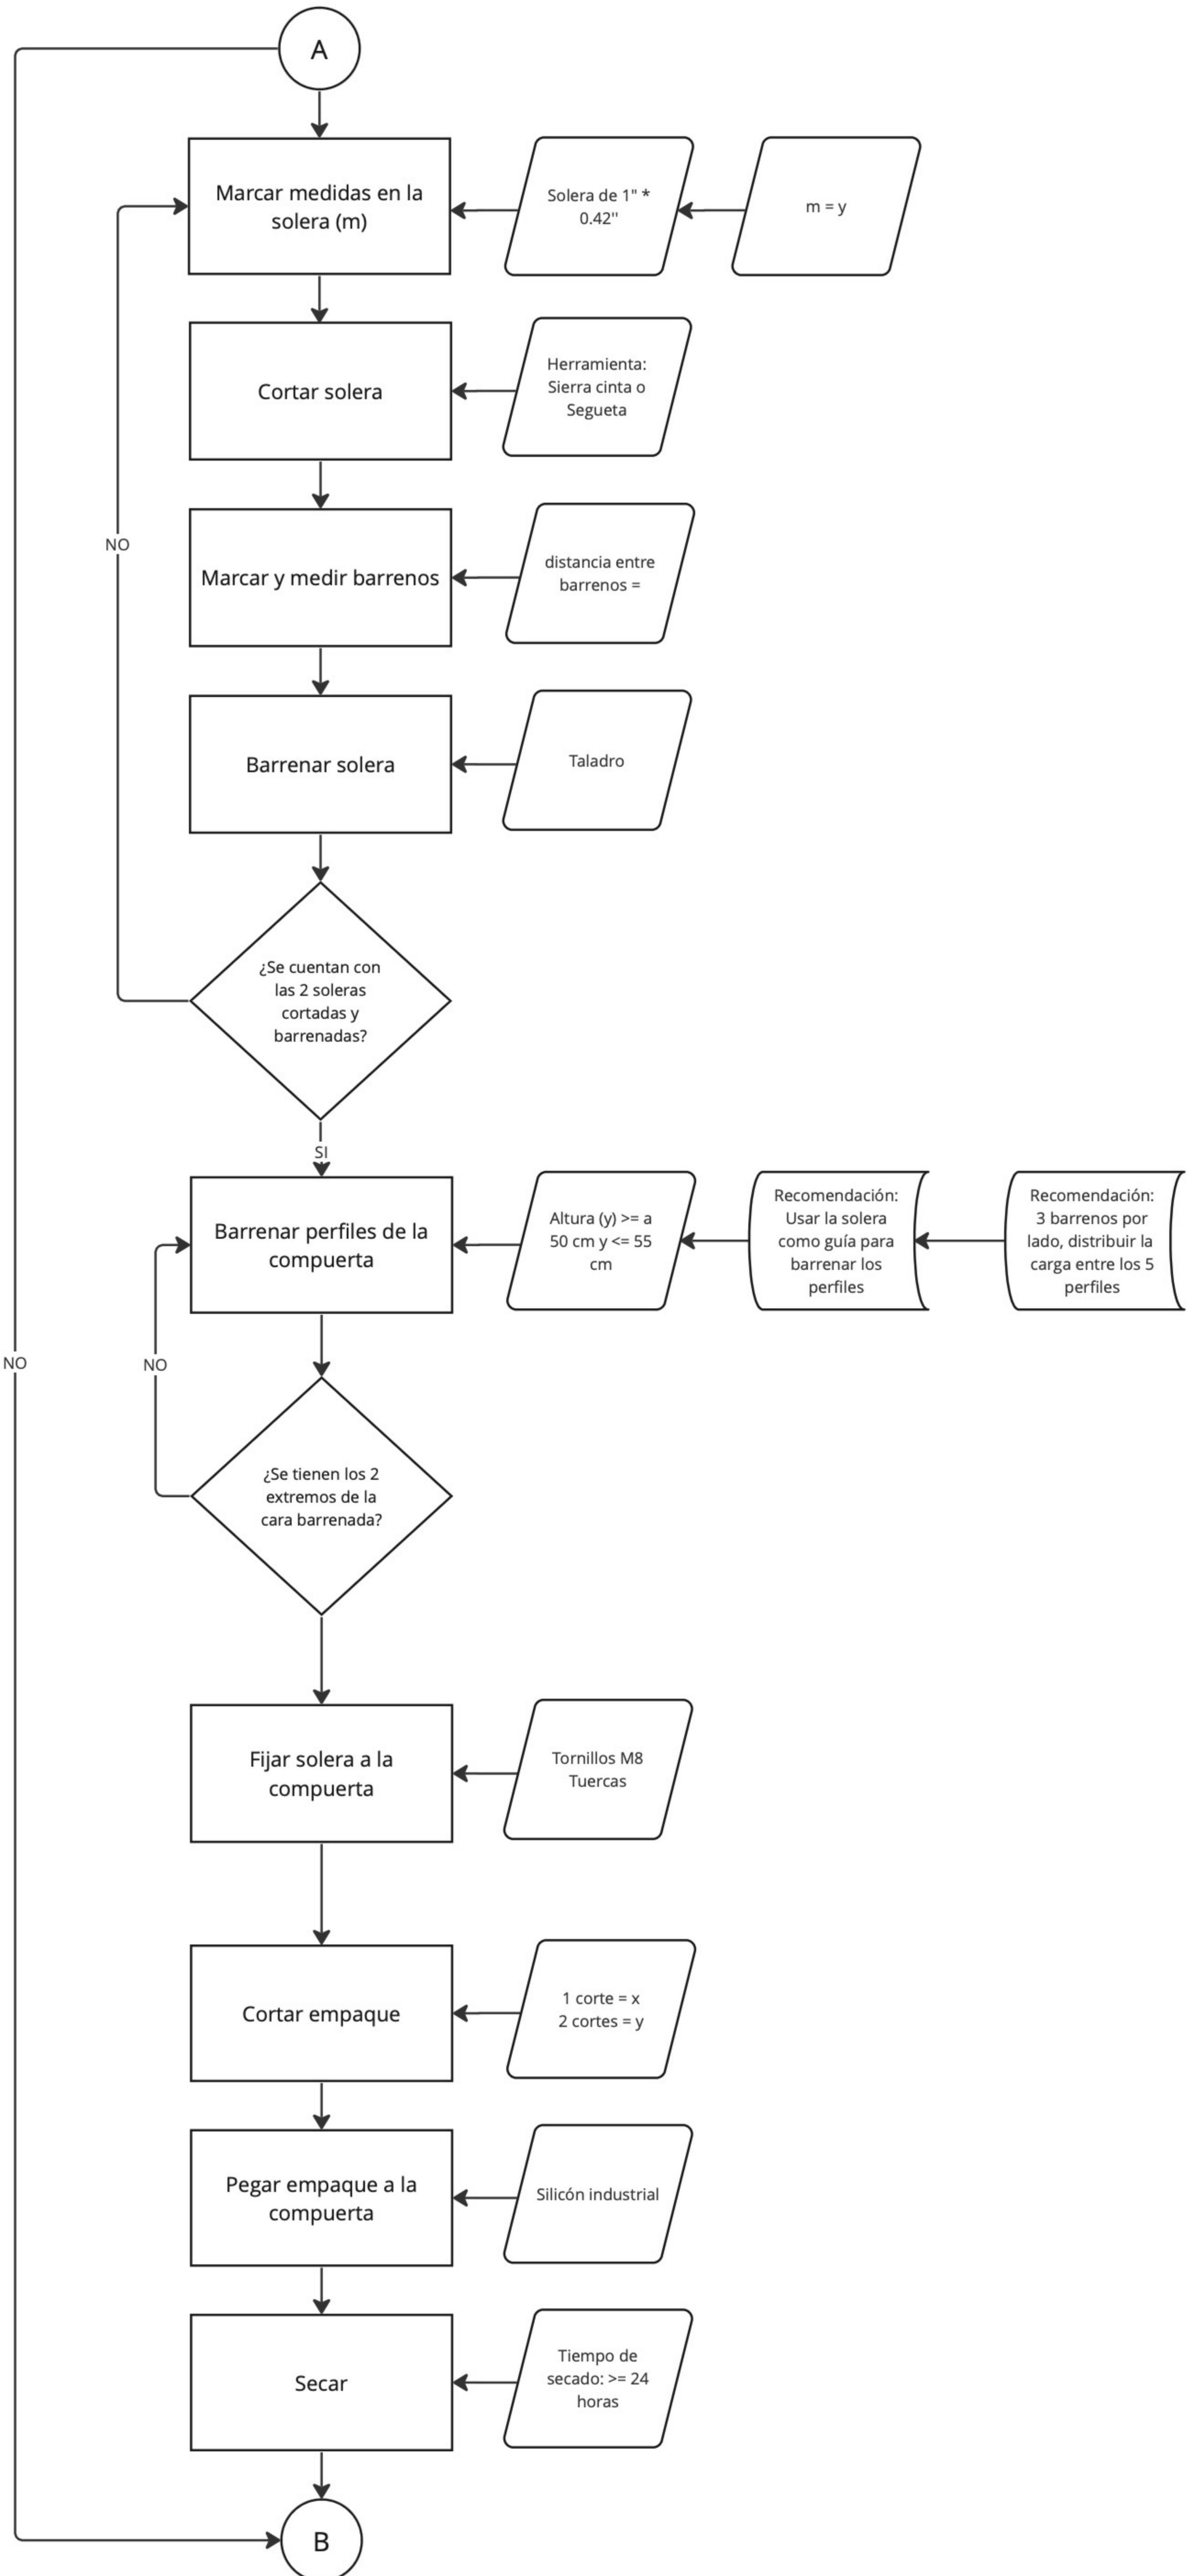 A
Marcar medidas en la
solera (m)
Solera de 1" *
0.42"
m = y
Cortar solera
Herramienta:
Sierra cinta o
Segueta
NO
Marcar y medir barrenos
distancia entre
barrenos =
Barrenar solera
Taladro
¿Se cuentan con
las 2 soleras
cortadas y
barrenadas?
SI
Barrenar perfiles de la
compuerta
Altura (y) >= a
50 cm y <= 55
cm
Recomendación:
Usar la solera
como guía para
barrenar los
perfiles
Recomendación:
3 barrenos por
lado, distribuir la
carga entre los 5
perfiles
NO
NO
¿Se tienen los 2
extremos de la
cara barrenada?
Fijar solera a la
compuerta
Tornillos M8
Tuercas
Cortar empaque
1 corte = x
2 cortes = y
Pegar empaque a la
compuerta
Silicón industrial
Secar
Tiempo de
secado: >= 24
horas
B